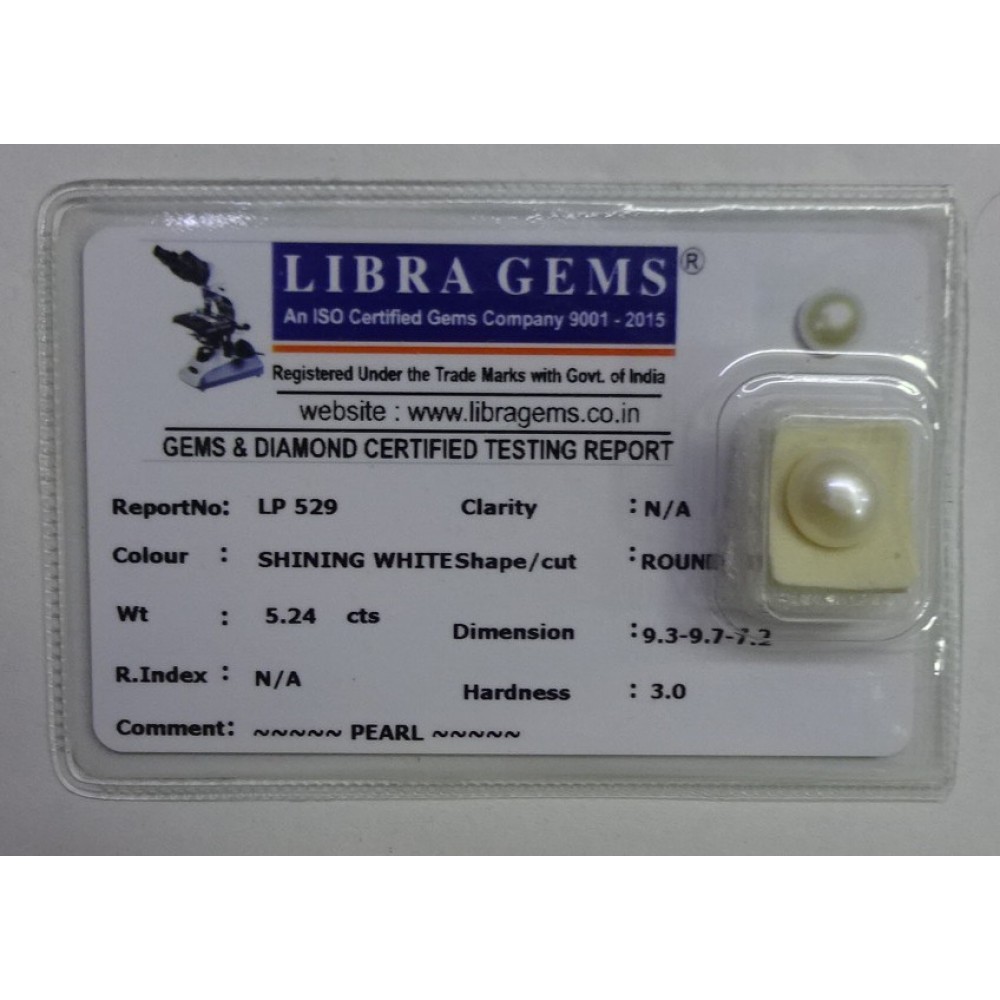 LIBRA GEMS ®
An ISO Certified Gems Company 9001 - 2015
Registered Under the Trade Marks with Govt. of India
website : www.libragems.co.in
GEMS & DIAMOND CERTIFIED TESTING REPORT
ReportNo: LP 529 Clarity : N/A
Colour : SHINING WHITE Shape/cut : ROUND
Wt : 5.24 cts Dimension : 9.3-9.7-7.2
R.Index : N/A Hardness : 3.0
Comment: ~~~~~ PEARL ~~~~~